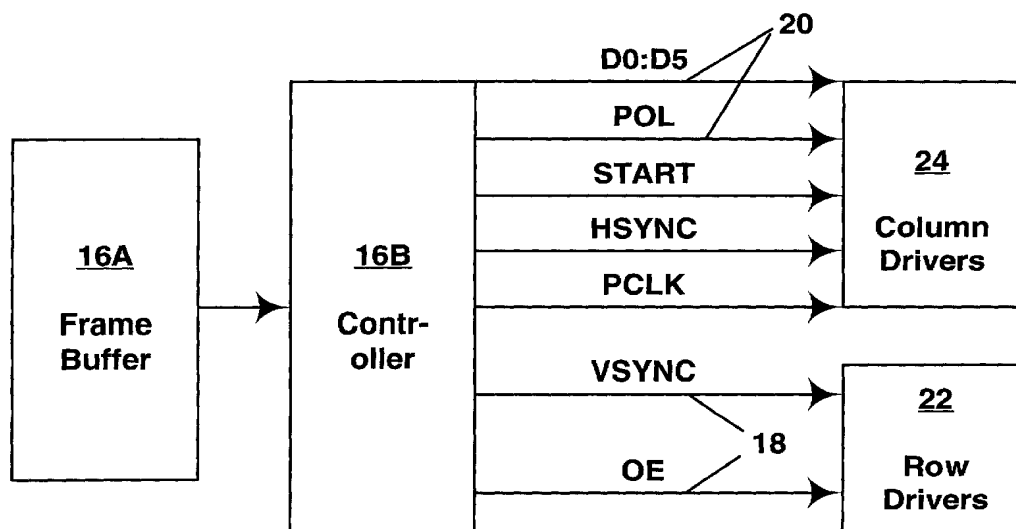 20
D0:D5
POL
START
HSYNC
PCLK
VSYNC
18
OE
16A
Frame
Buffer
16B
Contr-
oller
24
Column
Drivers
22
Row
Drivers